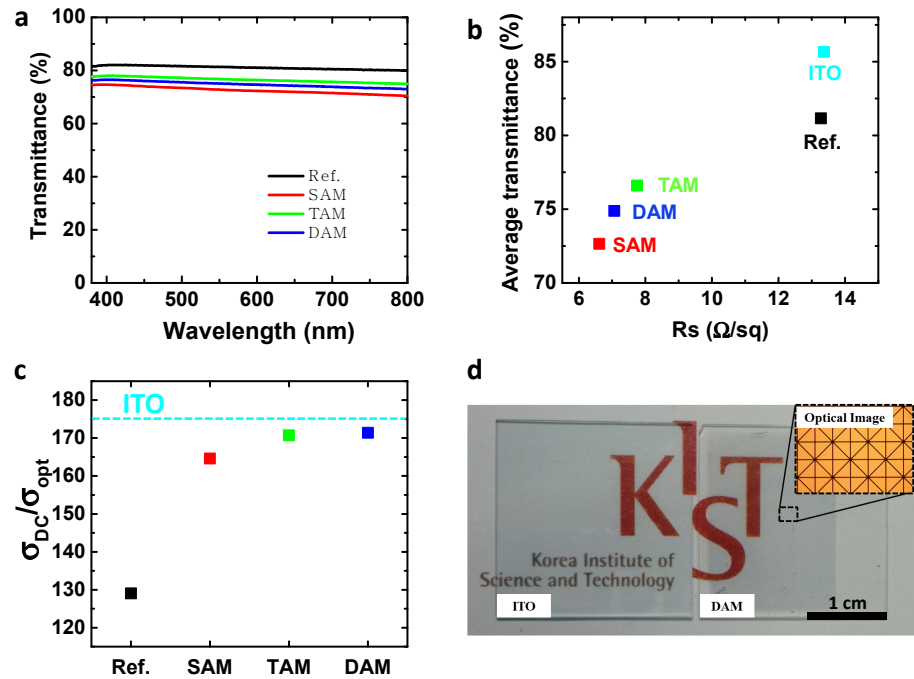 a
Transmittance (%)
100
80
60
40
20
0
Ref.
SAM
TAM
DAM
400
500
600
700
800
Wavelength (nm)
b
Average transmittance (%)
85
80
75
70
ITO
Ref.
TAM
DAM
SAM
6
8
10
12
14
Rs (Ω/sq)
c
σDC/σopt
180
170
160
150
140
130
120
ITO
Ref.
SAM
TAM
DAM
d
Optical Image
KIST
Korea Institute of
Science and Technology
ITO
DAM
1 cm